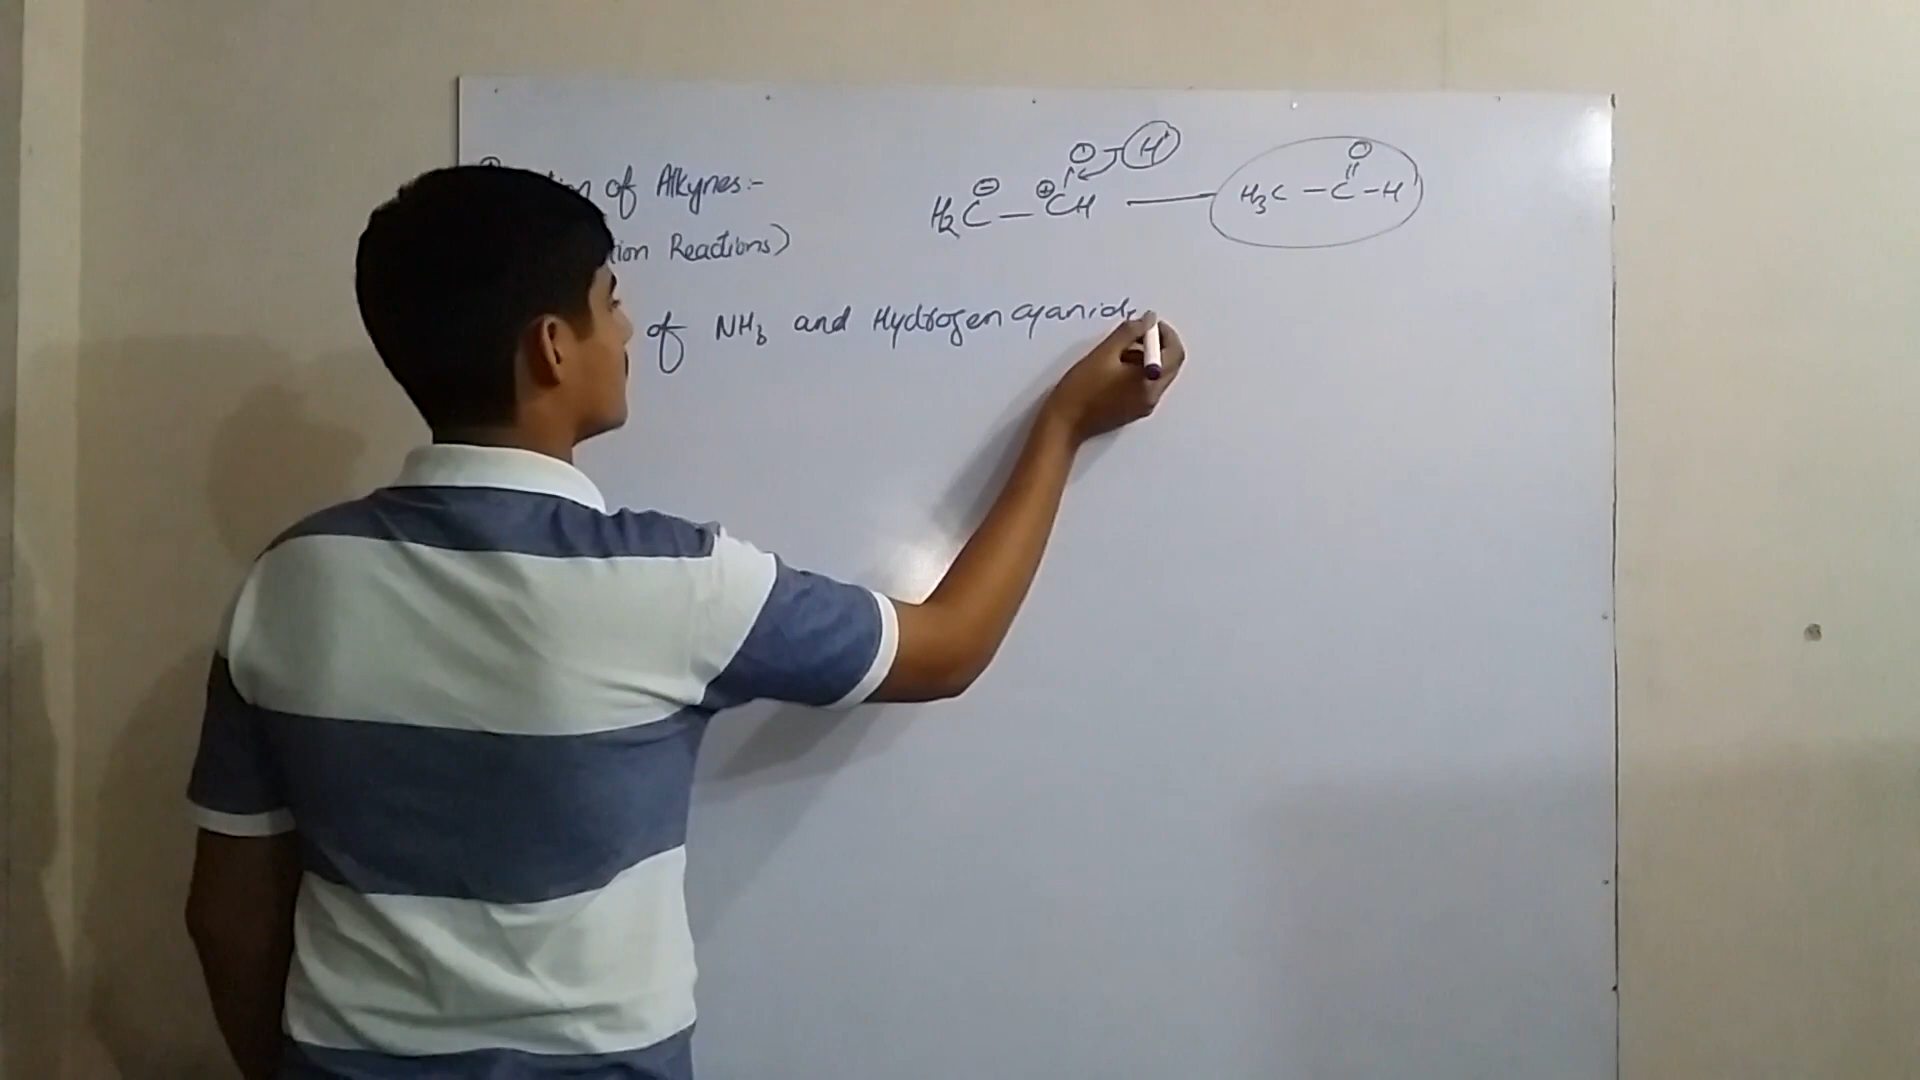 of Alkynes:-
tion Reactions)
of NH3 and Hydrogen cyanide
O H+
H2C⊖ — ⊕CH —— H3C — C — H
O